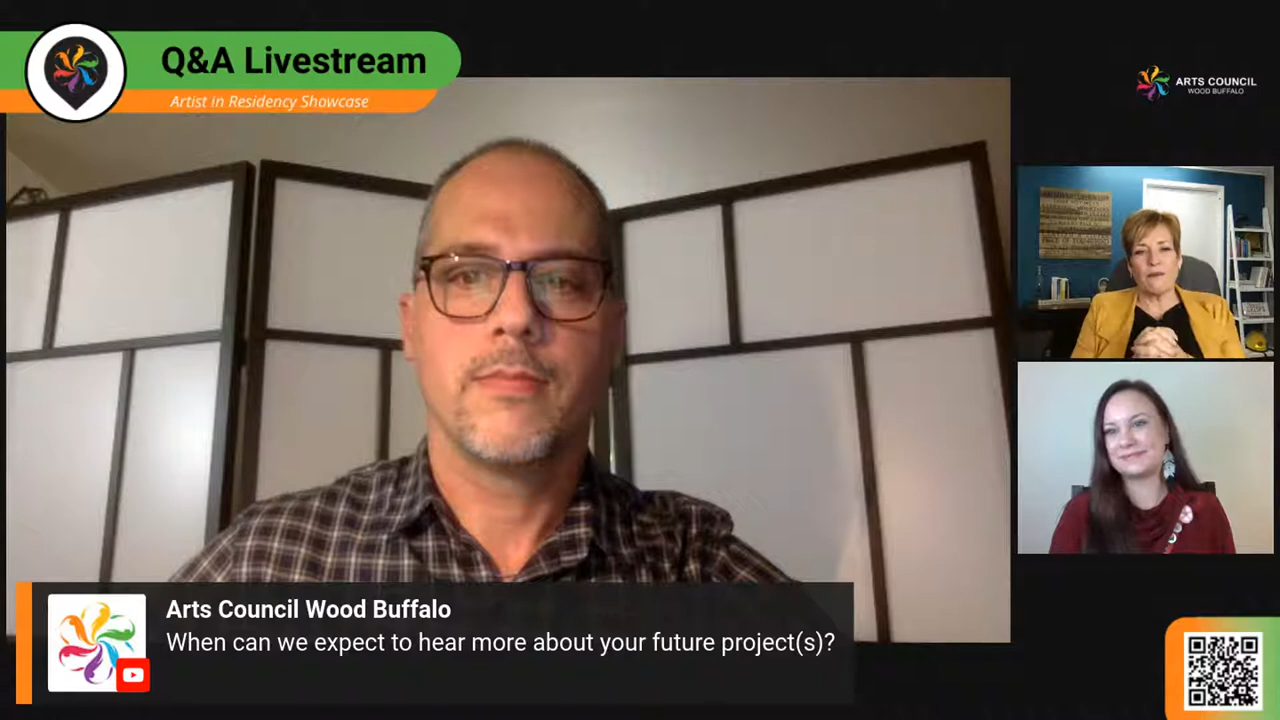 Q&A Livestream
Artist in Residency Showcase
ARTS COUNCIL
WOOD BUFFALO
Arts Council Wood Buffalo
When can we expect to hear more about your future project(s)?